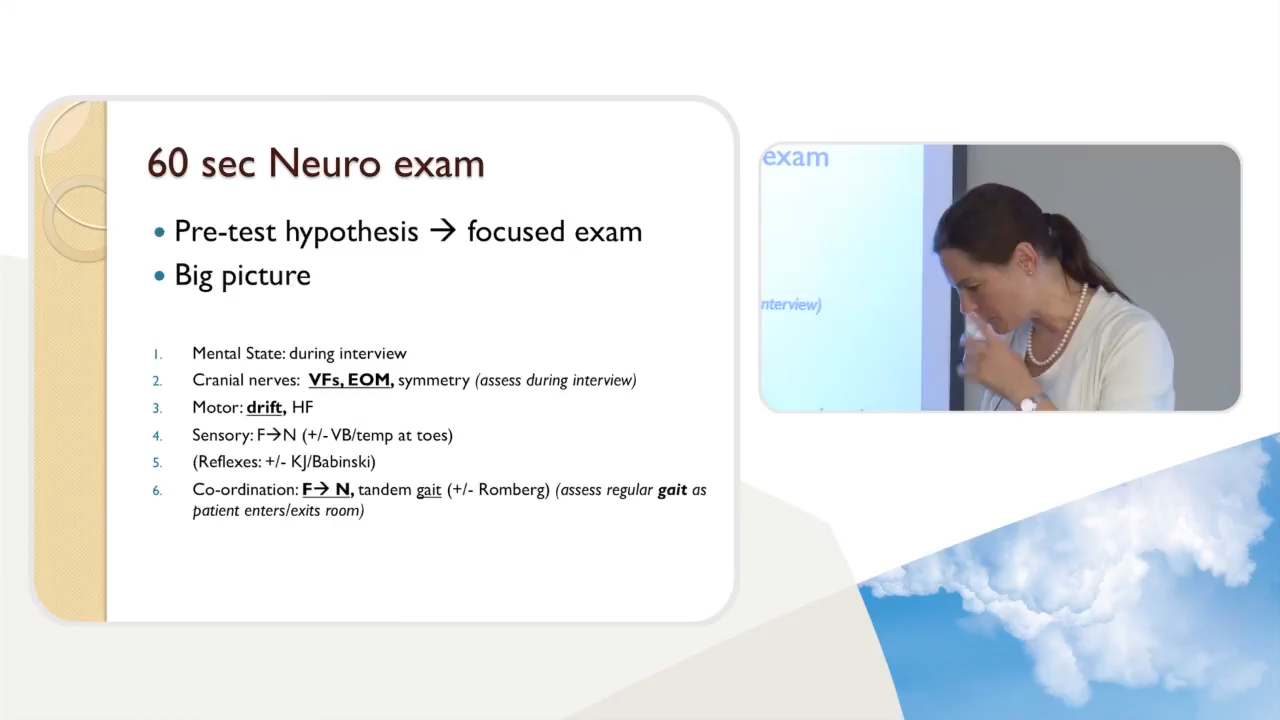 60 sec Neuro exam
• Pre-test hypothesis → focused exam
• Big picture
1. Mental State: during interview
2. Cranial nerves: VFs, EOM, symmetry (assess during interview)
3. Motor: drift, HF
4. Sensory: F→N (+/- VB/temp at toes)
5. (Reflexes: +/- KJ/Babinski)
6. Co-ordination: F→ N, tandem gait (+/- Romberg) (assess regular gait as
patient enters/exits room)
exam
nterview)